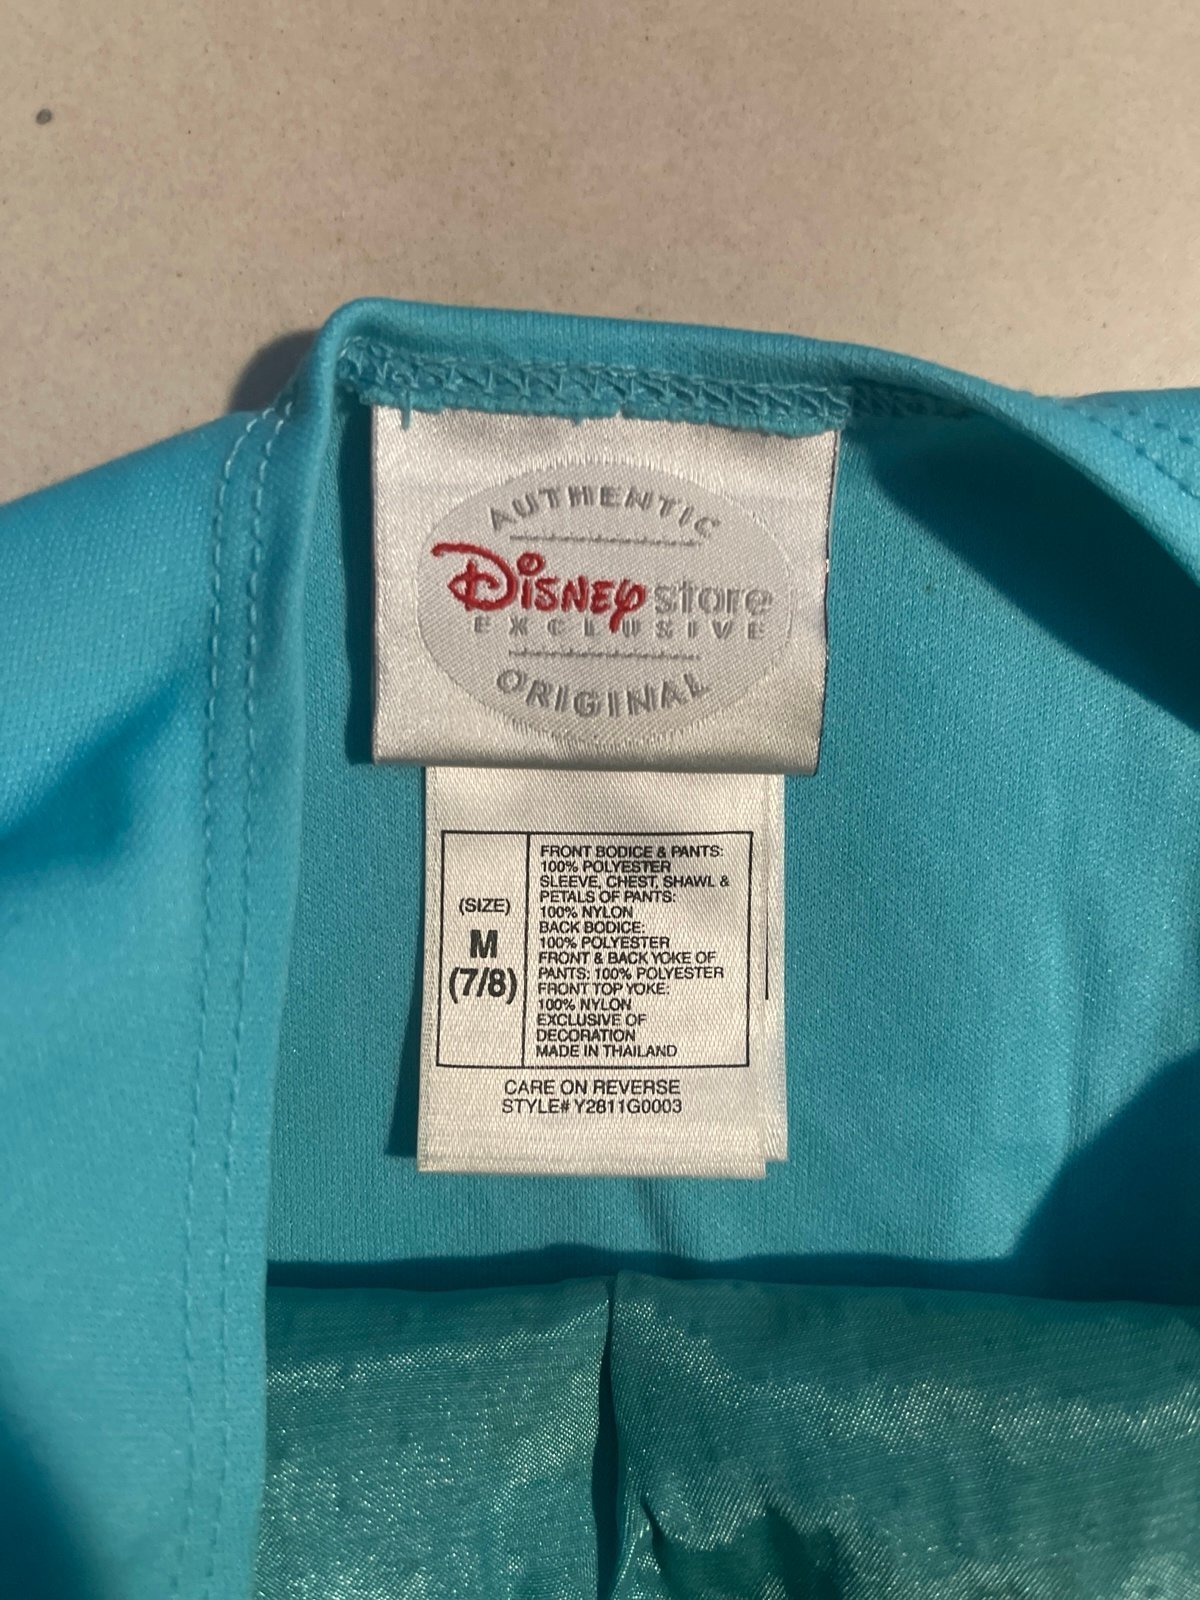 AUTHENTIC
Disney store
EXCLUSIVE
ORIGINAL
(SIZE)
M
(7/8)
FRONT BODICE & PANTS:
100% POLYESTER
SLEEVE, CHEST, SHAWL &
PETALS OF PANTS:
100% NYLON
BACK BODICE:
100% POLYESTER
FRONT & BACK YOKE OF
PANTS: 100% POLYESTER
FRONT TOP YOKE:
100% NYLON
EXCLUSIVE OF
DECORATION
MADE IN THAILAND
CARE ON REVERSE
STYLE# Y2811G0003